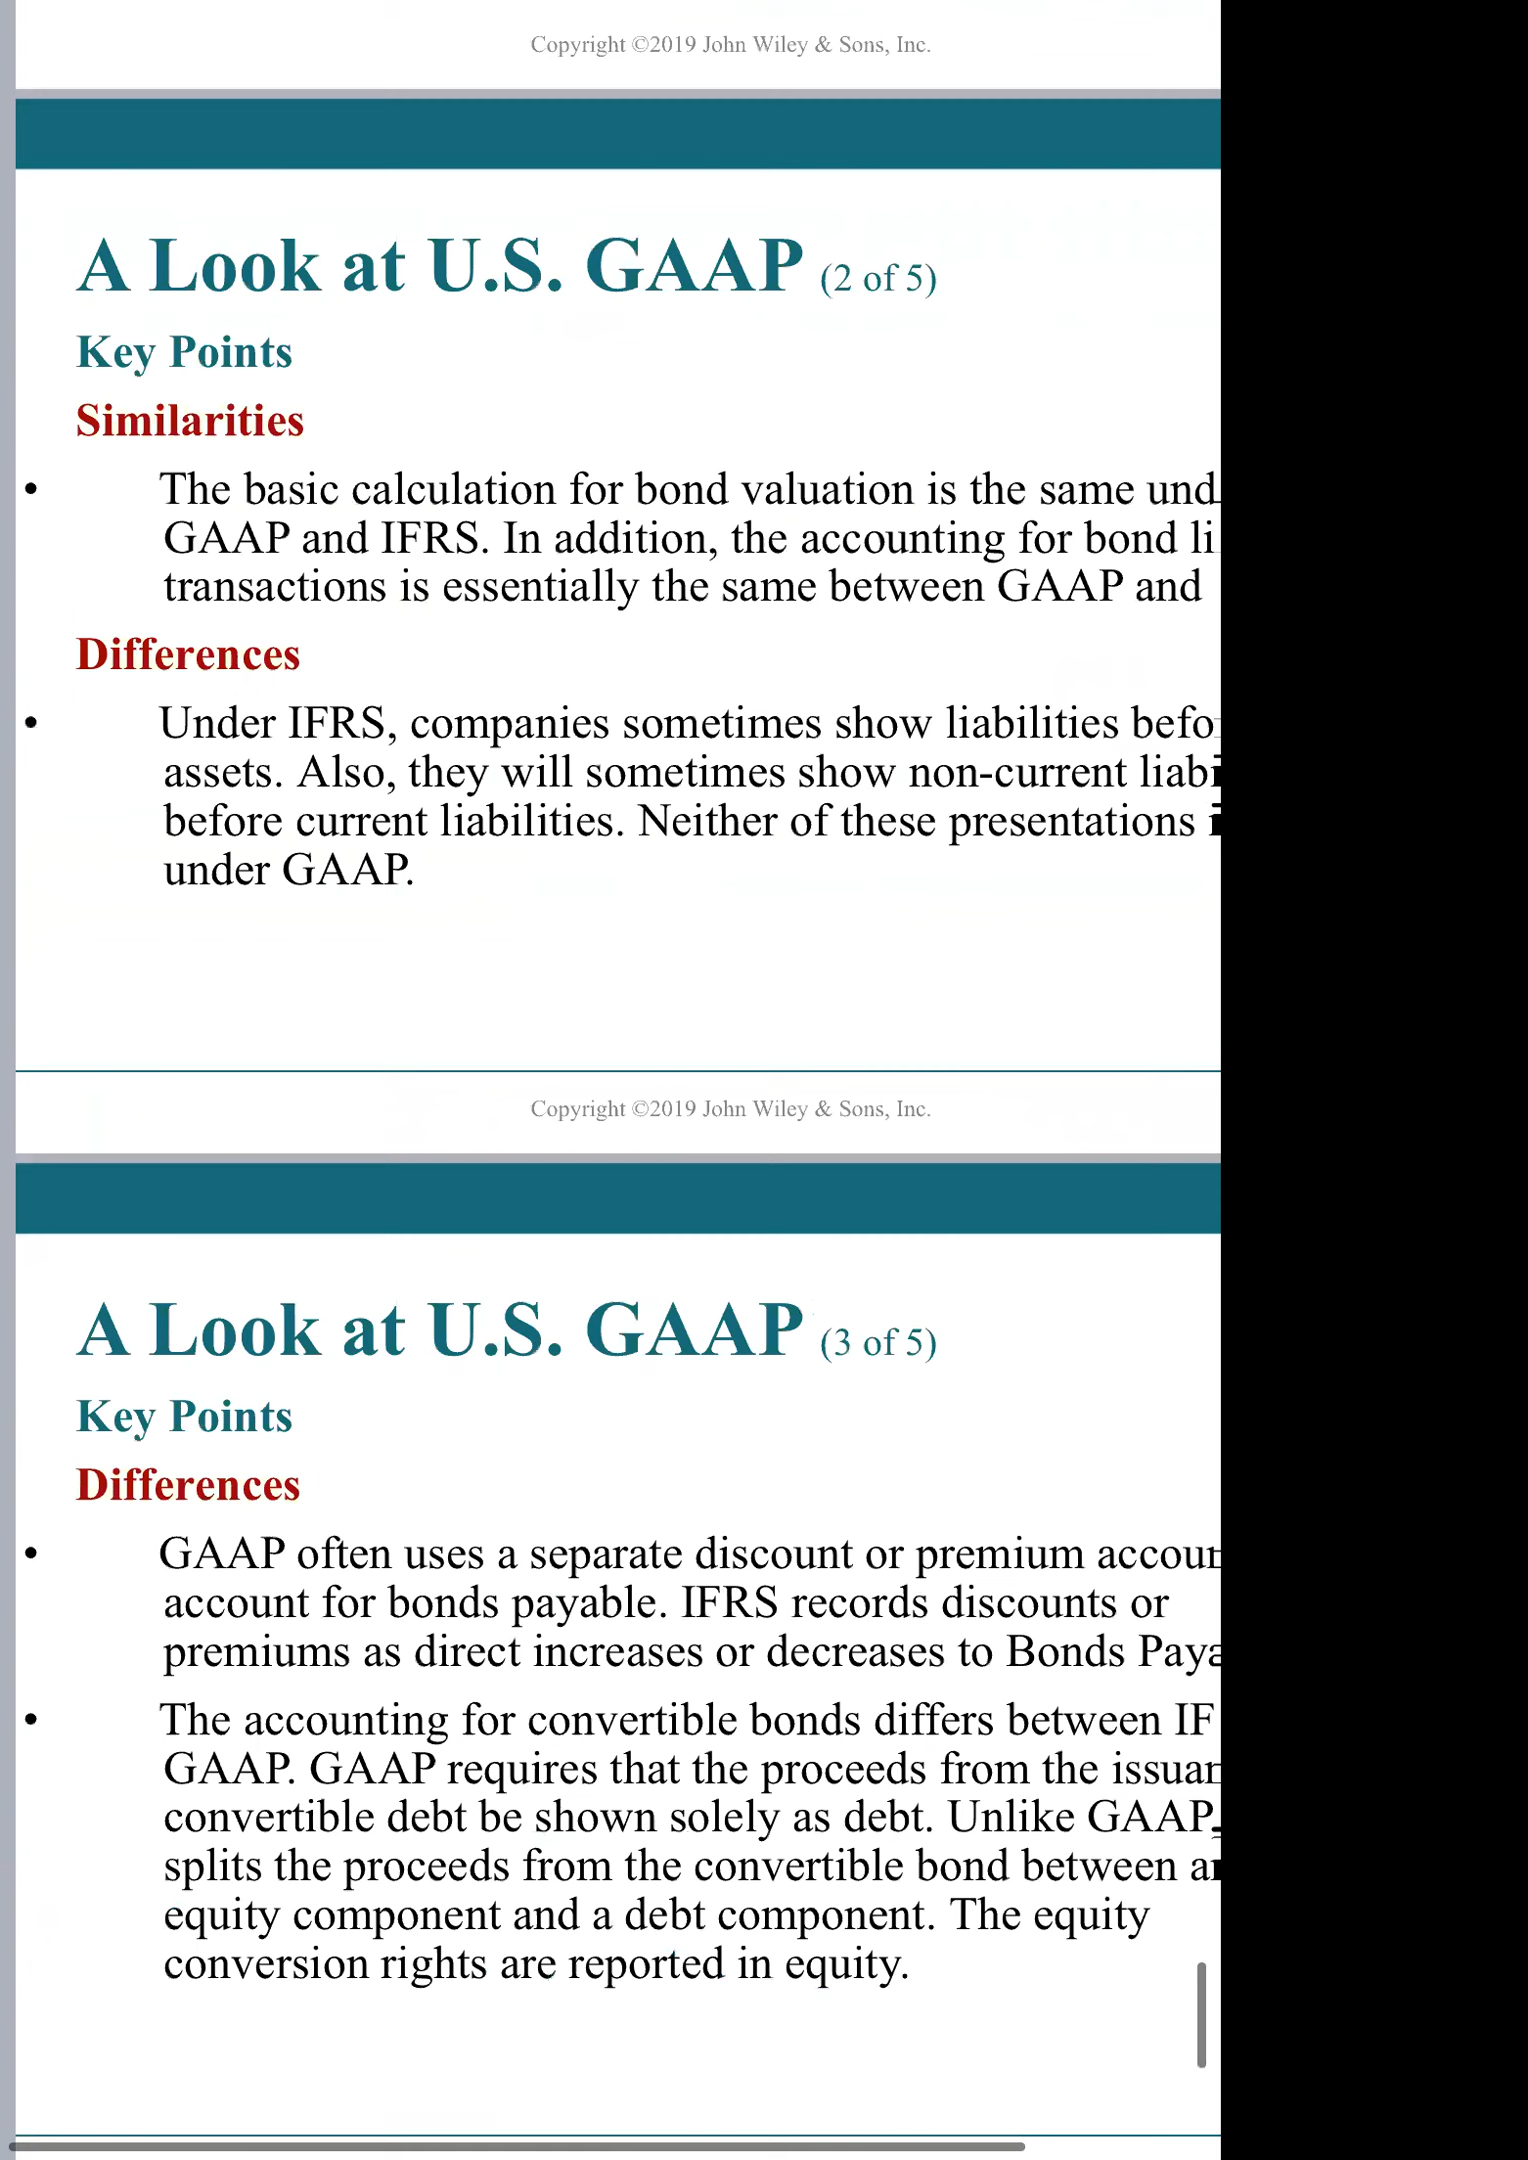 Copyright ©2019 John Wiley & Sons, Inc.
A Look at U.S. GAAP (2 of 5)
Key Points
Similarities
• The basic calculation for bond valuation is the same und
GAAP and IFRS. In addition, the accounting for bond li
transactions is essentially the same between GAAP and
Differences
• Under IFRS, companies sometimes show liabilities befo
assets. Also, they will sometimes show non-current liabi
before current liabilities. Neither of these presentations i
under GAAP.
Copyright ©2019 John Wiley & Sons, Inc.
A Look at U.S. GAAP (3 of 5)
Key Points
Differences
• GAAP often uses a separate discount or premium accou
account for bonds payable. IFRS records discounts or
premiums as direct increases or decreases to Bonds Paya
• The accounting for convertible bonds differs between IF
GAAP. GAAP requires that the proceeds from the issuan
convertible debt be shown solely as debt. Unlike GAAP,
splits the proceeds from the convertible bond between an
equity component and a debt component. The equity
conversion rights are reported in equity.